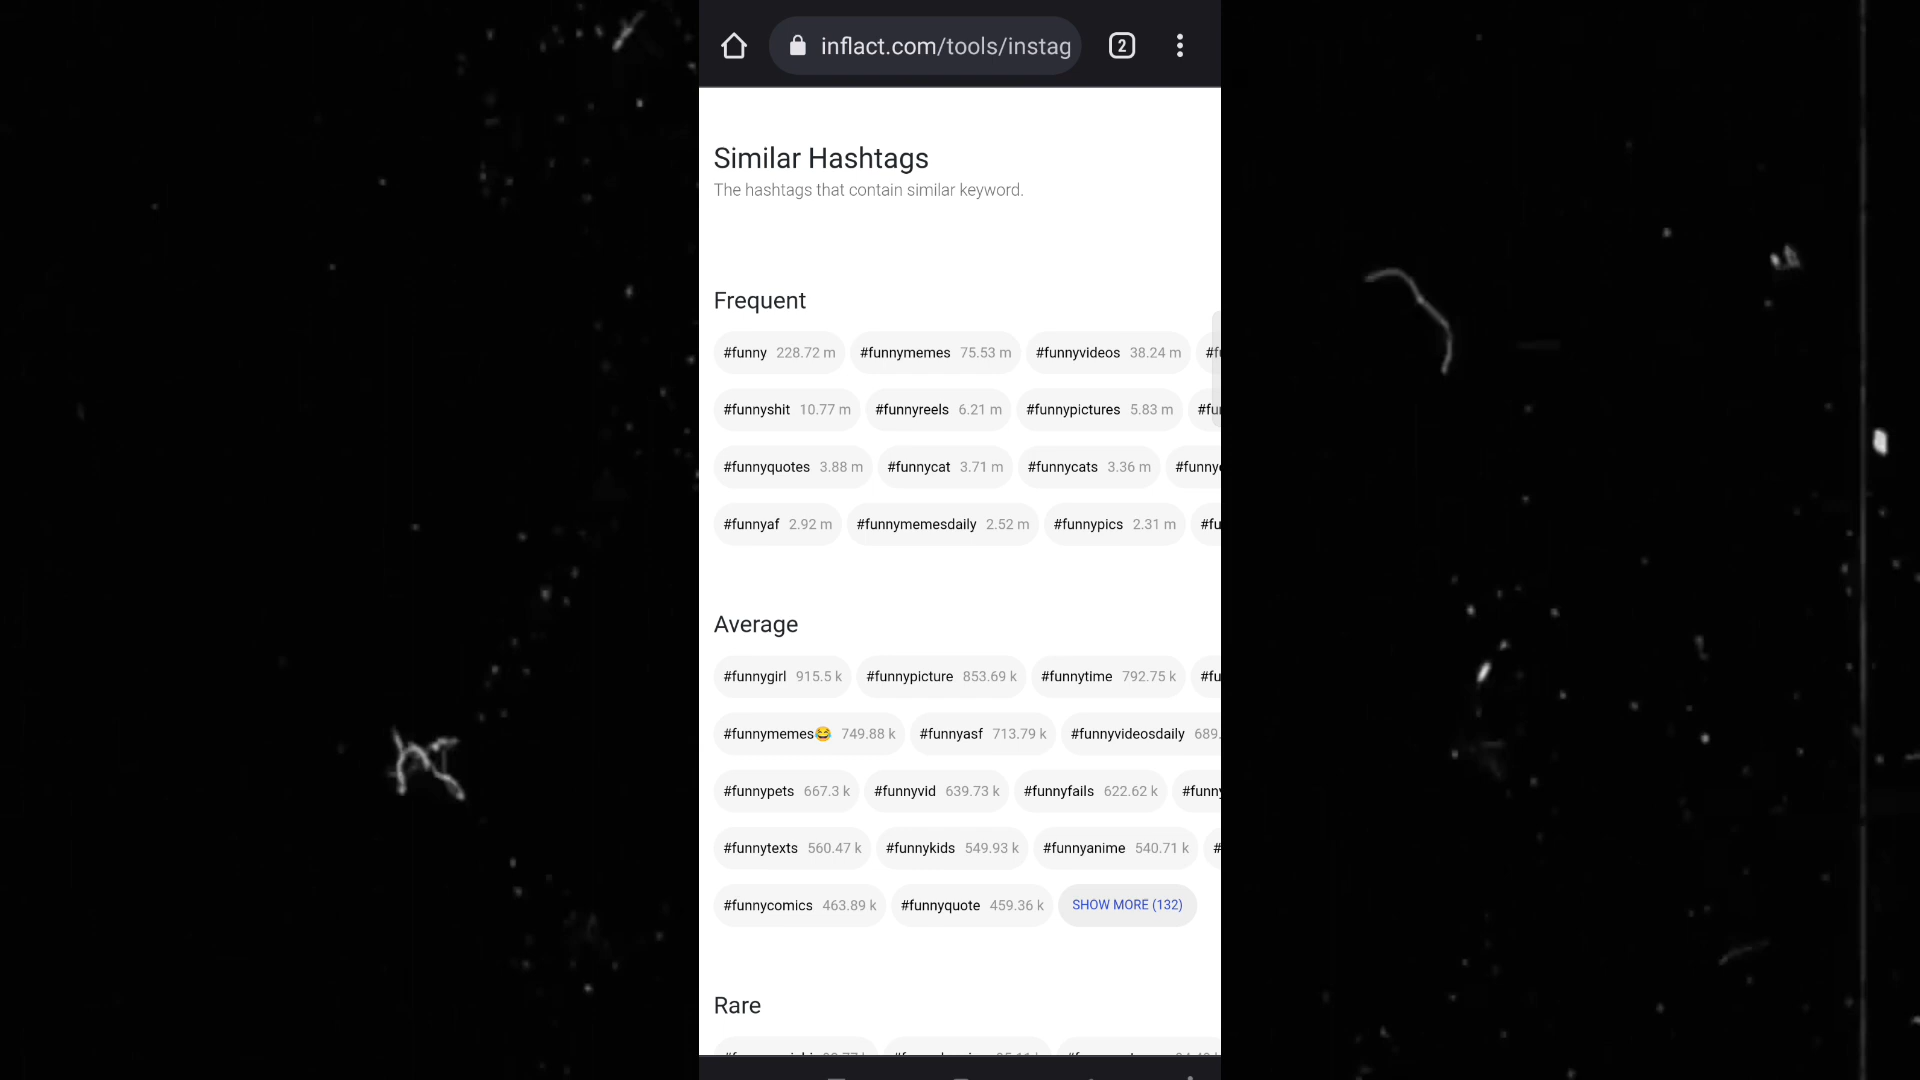 inflact.com/tools/instag
2
Similar Hashtags
The hashtags that contain similar keyword.
Frequent
#funny 228.72 m #funnymemes 75.53 m #funnyvideos 38.24 m
#funnyshit 10.77 m #funnyreels 6.21 m #funnypictures 5.83 m
#funnyquotes 3.88 m #funnycat 3.71 m #funnycats 3.36 m
#funnyaf 2.92 m #funnymemesdaily 2.52 m #funnypics 2.31 m
Average
#funnygirl 915.5 k #funnypicture 853.69 k #funnytime 792.75 k
#funnymemes😂 749.88 k #funnyasf 713.79 k #funnyvideosdaily 689.
#funnypets 667.3 k #funnyvid 639.73 k #funnyfails 622.62 k #funny
#funnytexts 560.47 k #funnykids 549.93 k #funnyanime 540.71 k #
#funnycomics 463.89 k #funnyquote 459.36 k SHOW MORE (132)
Rare